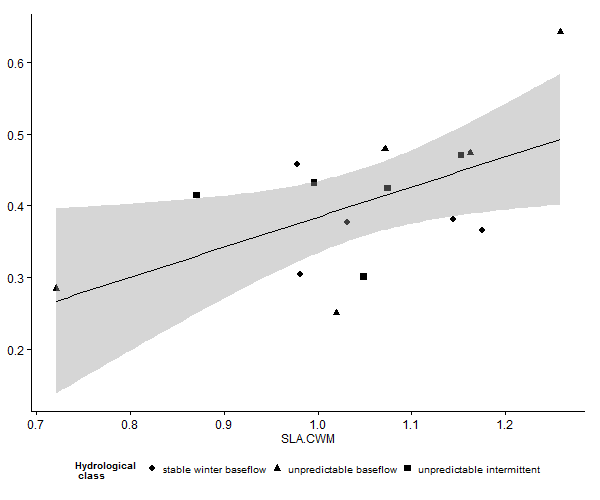 0.6
0.5
0.4
0.3
0.2
0.7 0.8 0.9 1.0 1.1 1.2
SLA.CWM
Hydrological class stable winter baseflow unpredictable baseflow unpredictable intermittent